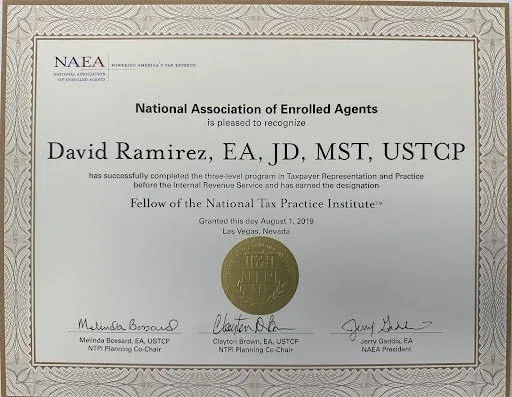 NAEA POWERING AMERICA'S TAX EXPERTS
NATIONAL ASSOCIATION
OF ENROLLED AGENTS
National Association of Enrolled Agents
is pleased to recognize
David Ramirez, EA, JD, MST, USTCP
has successfully completed the three-level program in Taxpayer Representation and Practice
before the Internal Revenue Service and has earned the designation
Fellow of the National Tax Practice Institute™
Granted this day August 1, 2019
Las Vegas, Nevada
NTPI
Melinda Bossard
Melinda Bossard, EA, USTCP
NTPI Planning Co-Chair
Clayton Brown, EA, USTCP
NTPI Planning Co-Chair
Jerry Gaddis
Jerry Gaddis, EA
NAEA President